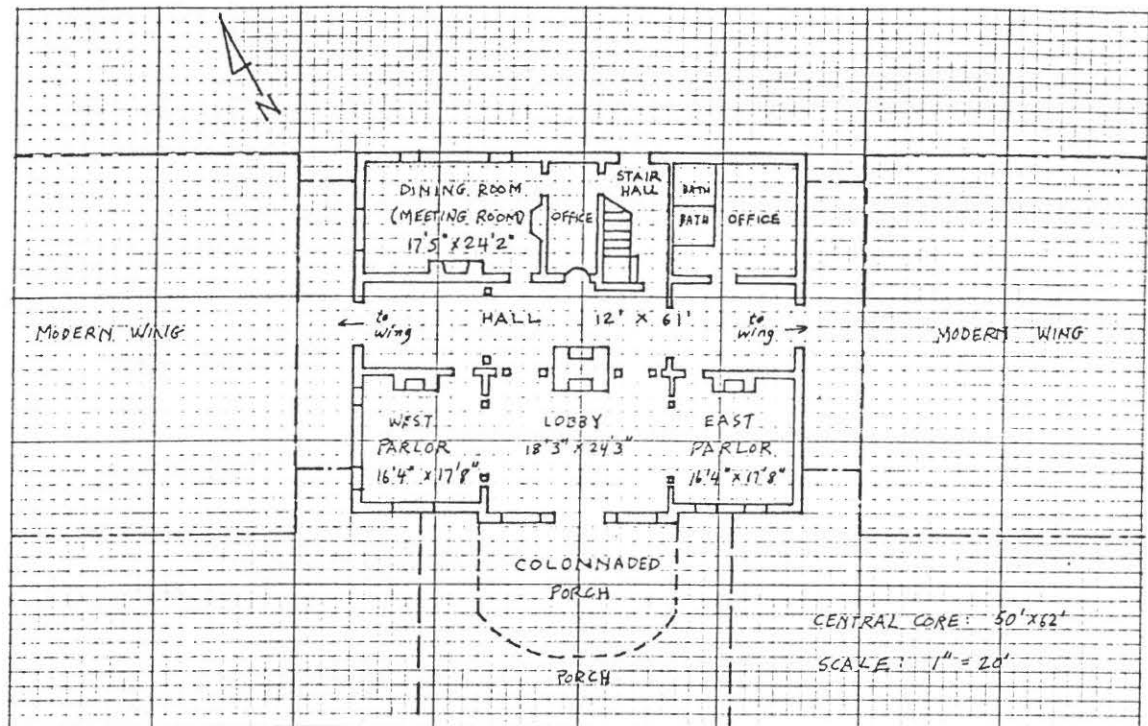 N
DINING ROOM
(MEETING ROOM)
17'5" X 24'2"
OFFICE
STAIR
HALL
BATH
BATH
OFFICE
MODERN WING
← to
wing
HALL 12' X 61'
to
wing →
MODERN WING
WEST
PARLOR
16'4" X 17'8"
LOBBY
18'3" X 24'3"
EAST
PARLOR
16'4" X 17'8"
COLONNADED
PORCH
PORCH
CENTRAL CORE: 50' X 62'
SCALE: 1" = 20'